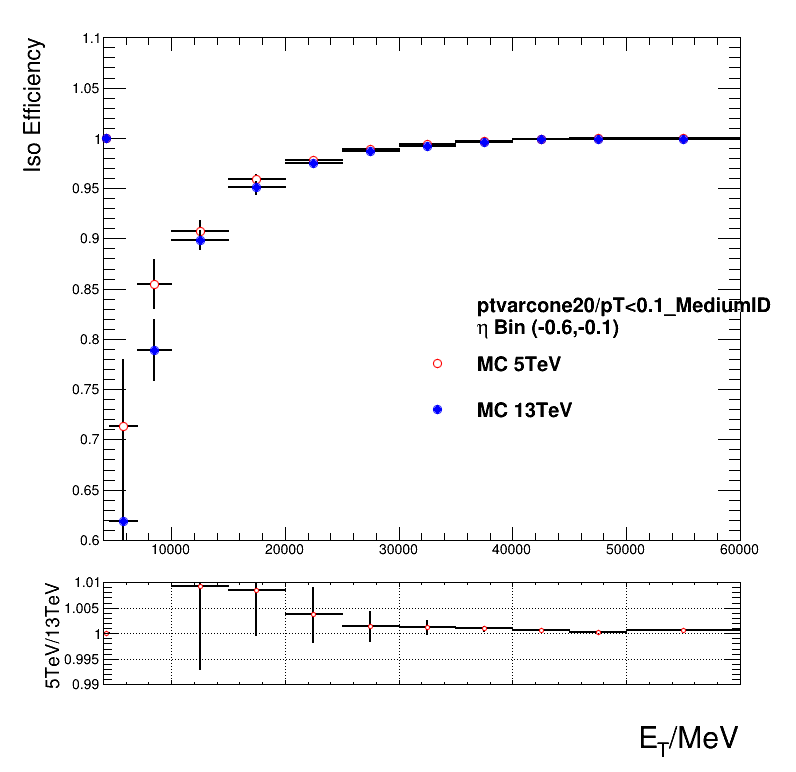 Iso Efficiency
1.1
1.05
1
0.95
0.9
0.85
0.8
0.75
0.7
0.65
0.6
ptvarcone20/pT<0.1_MediumID
η Bin (-0.6,-0.1)
MC 5TeV
MC 13TeV
10000 20000 30000 40000 50000 60000
5TeV/13TeV
1.01
1.005
1
0.995
0.99
E_T/MeV